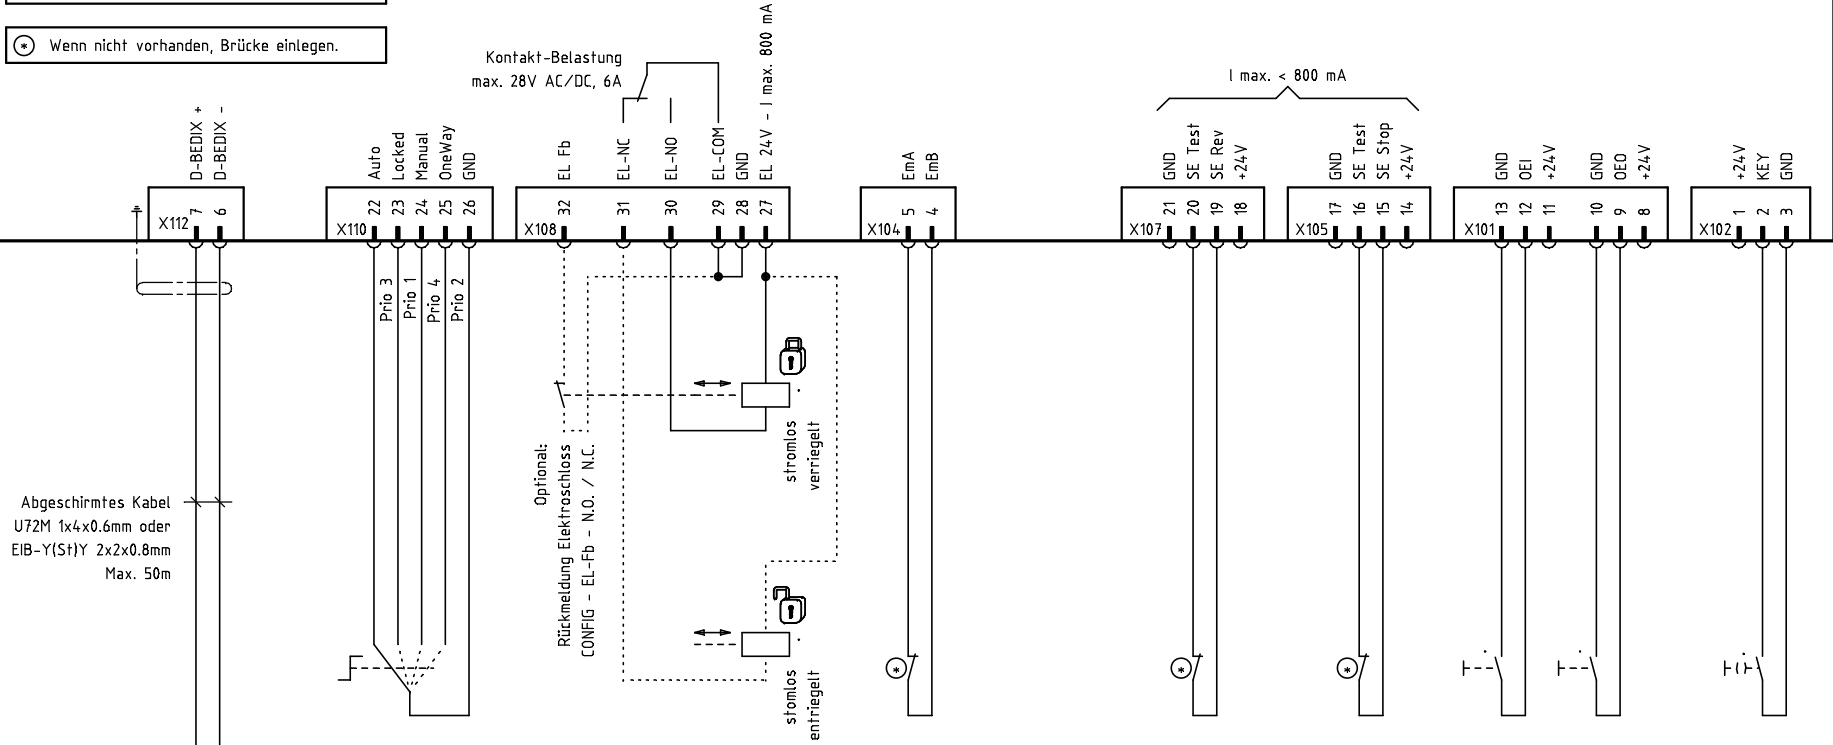 * Wenn nicht vorhanden, Brücke einlegen.
Kontakt-Belastung
max. 28V AC/DC, 6A
I max. < 800 mA
D-BEDIX +
D-BEDIX -
Auto
Locked
Manual
OneWay
GND
EL Fb
EL-NC
EL-NO
EL-COM
GND
EL 24V - I max. 800 mA
EmA
EmB
GND
SE Test
SE Rev
+24V
GND
SE Test
SE Stop
+24V
GND
OEI
+24V
GND
OEO
+24V
+24V
KEY
GND
X112 7 6
X110 22 23 24 25 26
X108 32 31 30 29 28 27
X104 5 4
X107 21 20 19 18
X105 17 16 15 14
X101 13 12 11 10 9 8
X102 1 2 3
Prio 3
Prio 1
Prio 4
Prio 2
stromlos
verriegelt
Optional:
Rückmeldung Elektroschloss
CONFIG - EL-Fb - N.O. / N.C.
Abgeschirmtes Kabel
U72M 1x4x0.6mm oder
EIB-Y(St)Y 2x2x0.8mm
Max. 50m
stomlos
entriegelt
*
*
*